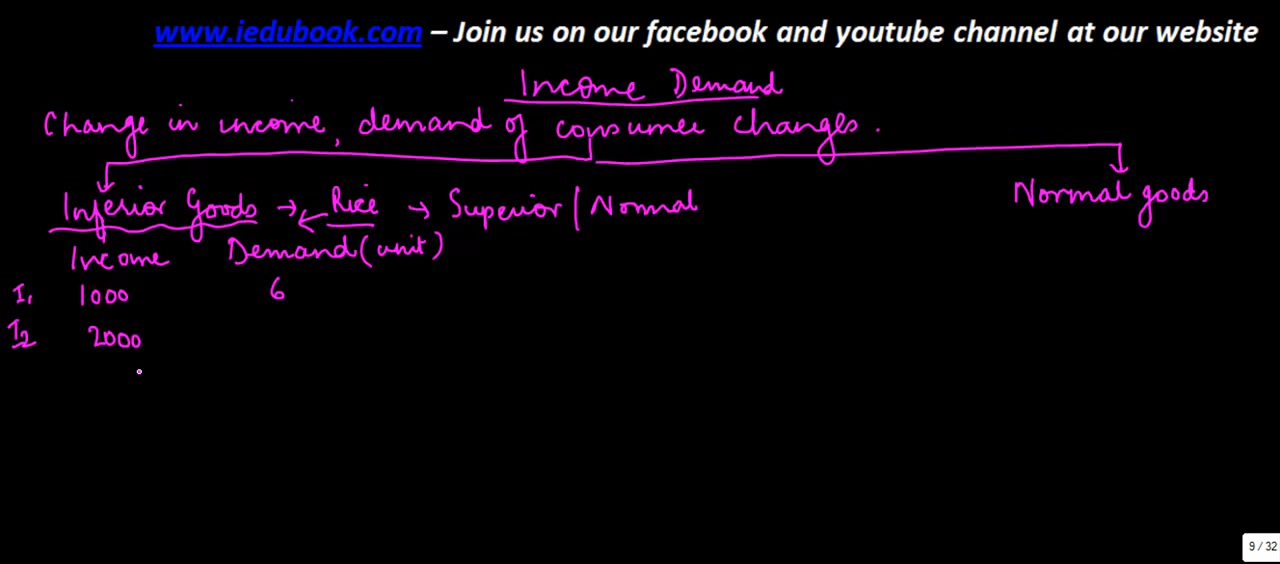 www.iedubook.com – Join us on our facebook and youtube channel at our website
Income Demand
Change in income, demand of consumer changes.
Inferior Goods → Rice → Superior/Normal
Normal goods
Income Demand (unit)
I₁ 1000 6
I₂ 2000
9 / 32